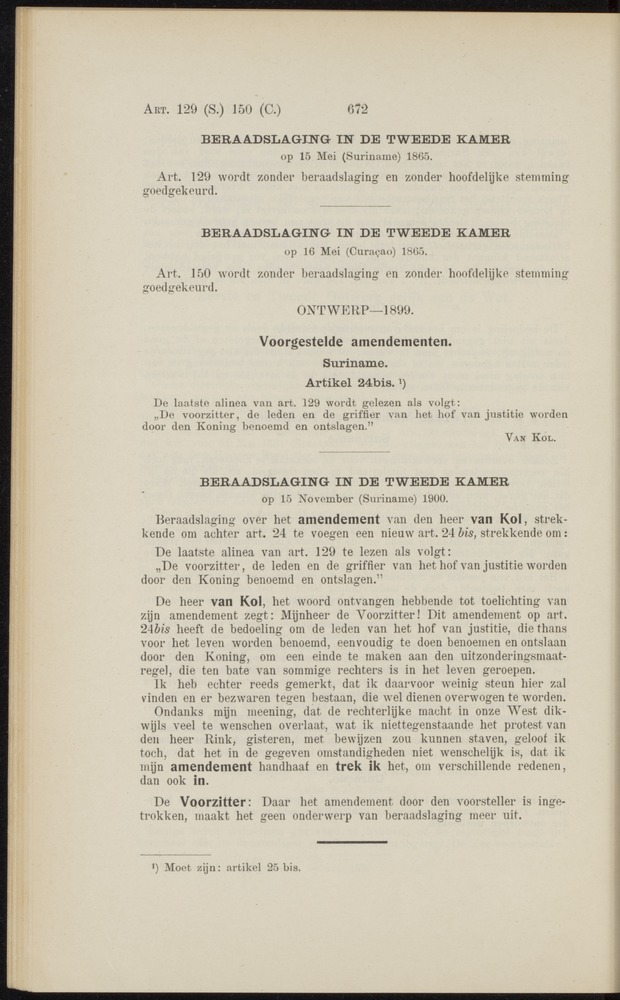 ART. 129 (S.) 150 (C.) 672
BERAADSLAGING IN DE TWEEDE KAMER
op 15 Mei (Suriname) 1865.
Art. 129 wordt zonder beraadslaging en zonder hoofdelijke stemming
goedgekeurd.
BERAADSLAGING IN DE TWEEDE KAMER
op 16 Mei (Curaçao) 1865.
Art. 150 wordt zonder beraadslaging en zonder hoofdelijke stemming
goedgekeurd.
ONTWERP—1899.
Voorgestelde amendementen.
Suriname.
Artikel 24bis. ¹)
De laatste alinea van art. 129 wordt gelezen als volgt:
„De voorzitter, de leden en de griffier van het hof van justitie worden
door den Koning benoemd en ontslagen.”
VAN KOL.
BERAADSLAGING IN DE TWEEDE KAMER
op 15 November (Suriname) 1900.
Beraadslaging over het amendement van den heer van Kol, strek-
kende om achter art. 24 te voegen een nieuw art. 24 bis, strekkende om:
De laatste alinea van art. 129 te lezen als volgt:
„De voorzitter, de leden en de griffier van het hof van justitie worden
door den Koning benoemd en ontslagen.”
De heer van Kol, het woord ontvangen hebbende tot toelichting van
zijn amendement zegt: Mijnheer de Voorzitter! Dit amendement op art.
24bis heeft de bedoeling om de leden van het hof van justitie, die thans
voor het leven worden benoemd, eenvoudig te doen benoemen en ontslaan
door den Koning, om een einde te maken aan den uitzonderingsmaat-
regel, die ten bate van sommige rechters is in het leven geroepen.
Ik heb echter reeds gemerkt, dat ik daarvoor weinig steun hier zal
vinden en er bezwaren tegen bestaan, die wel dienen overwogen te worden.
Ondanks mijn meening, dat de rechterlijke macht in onze West dik-
wijls veel te wenschen overlaat, wat ik niettegenstaande het protest van
den heer Rink, gisteren, met bewijzen zou kunnen staven, geloof ik
toch, dat het in de gegeven omstandigheden niet wenschelijk is, dat ik
mijn amendement handhaaf en trek ik het, om verschillende redenen,
dan ook in.
De Voorzitter: Daar het amendement door den voorsteller is inge-
trokken, maakt het geen onderwerp van beraadslaging meer uit.
¹) Moet zijn: artikel 25 bis.